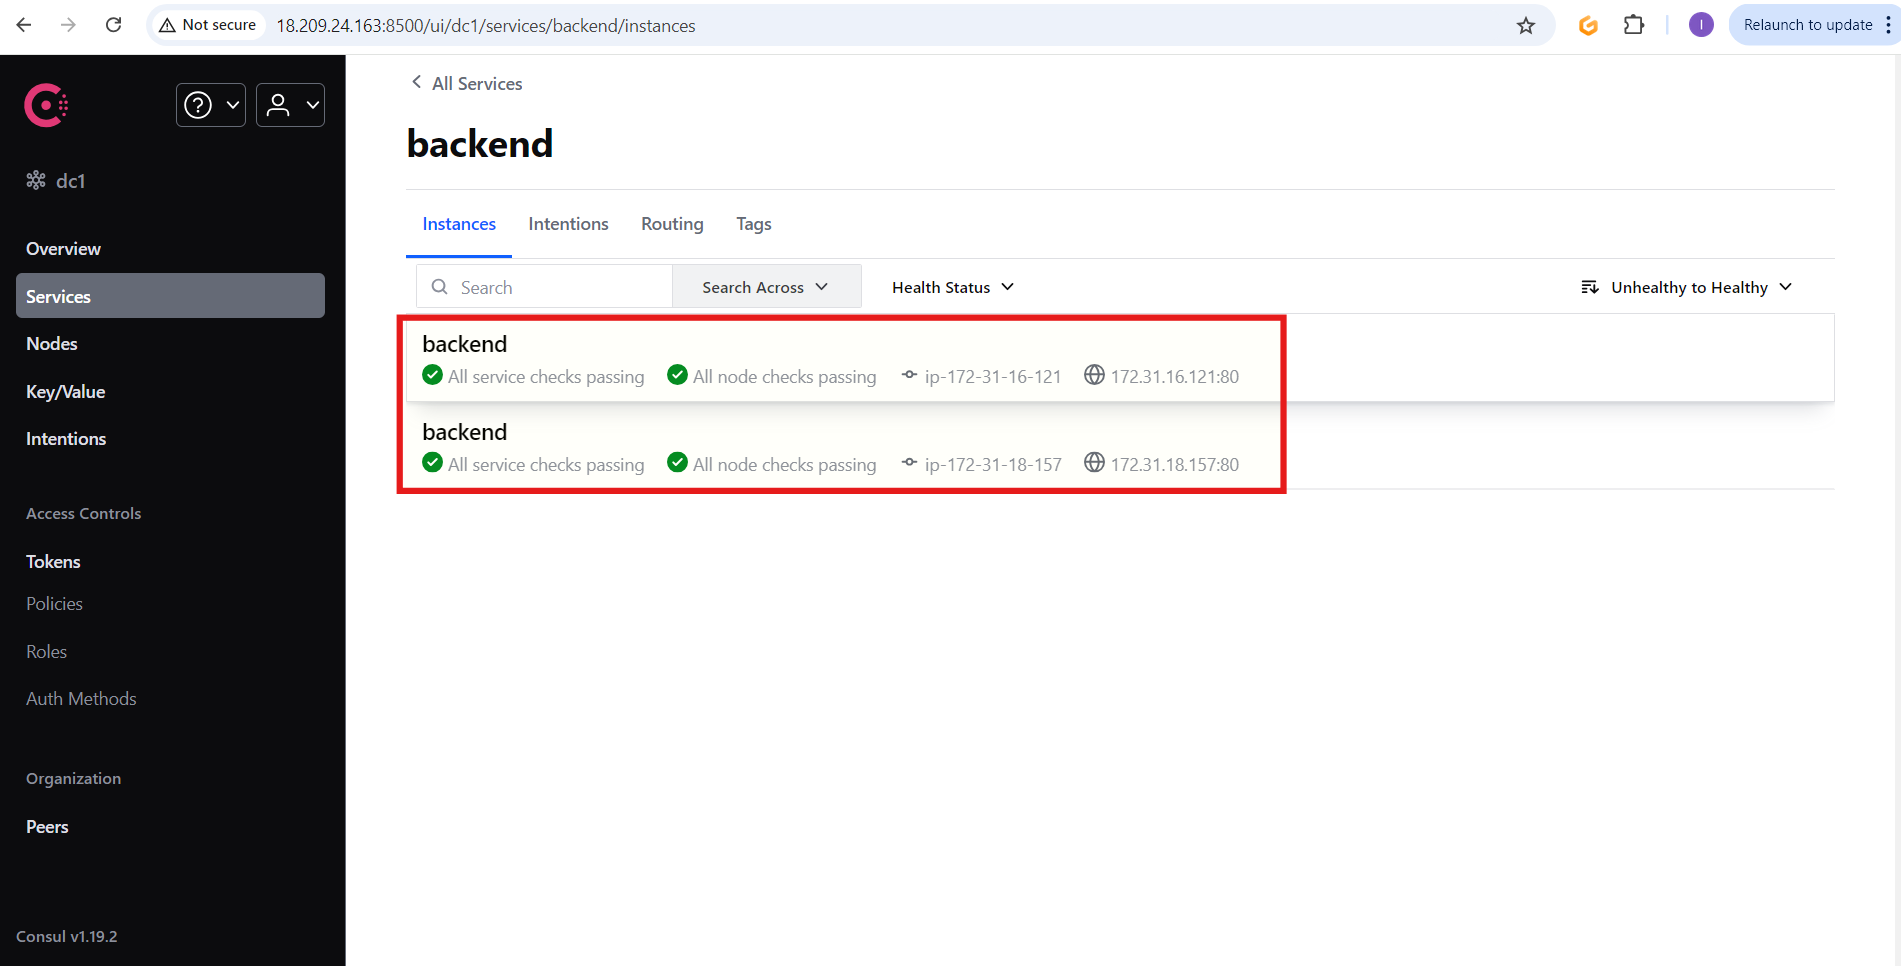 Not secure 18.209.24.163:8500/ui/dc1/services/backend/instances I Relaunch to update
All Services
backend
dc1
Instances Intentions Routing Tags
Overview
Services
Nodes
Key/Value
Intentions
Access Controls
Tokens
Policies
Roles
Auth Methods
Organization
Peers
Consul v1.19.2
Search Search Across Health Status Unhealthy to Healthy
backend
All service checks passing All node checks passing ip-172-31-16-121 172.31.16.121:80
backend
All service checks passing All node checks passing ip-172-31-18-157 172.31.18.157:80